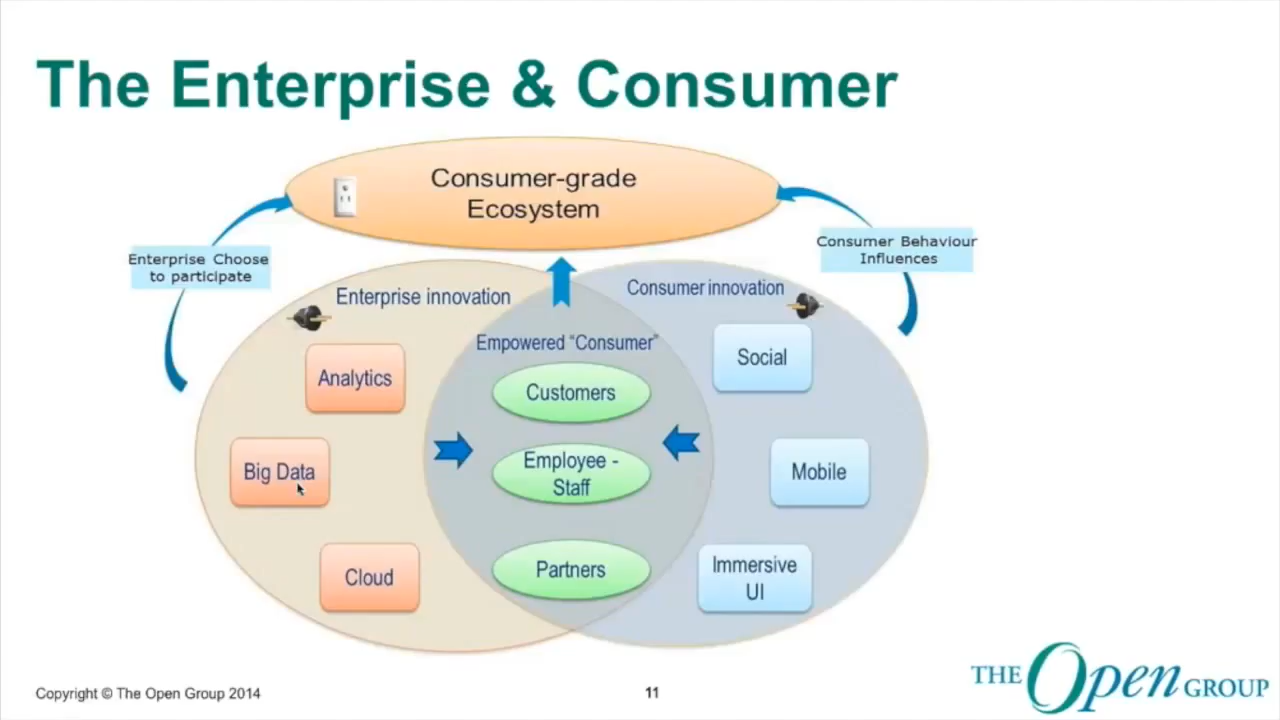 The Enterprise & Consumer
Consumer-grade
Ecosystem
Enterprise Choose
to participate
Consumer Behaviour
Influences
Enterprise innovation
Consumer innovation
Empowered “Consumer”
Analytics
Customers
Social
Big Data
Employee -
Staff
Mobile
Cloud
Partners
Immersive
UI
Copyright © The Open Group 2014
11
THE Open GROUP